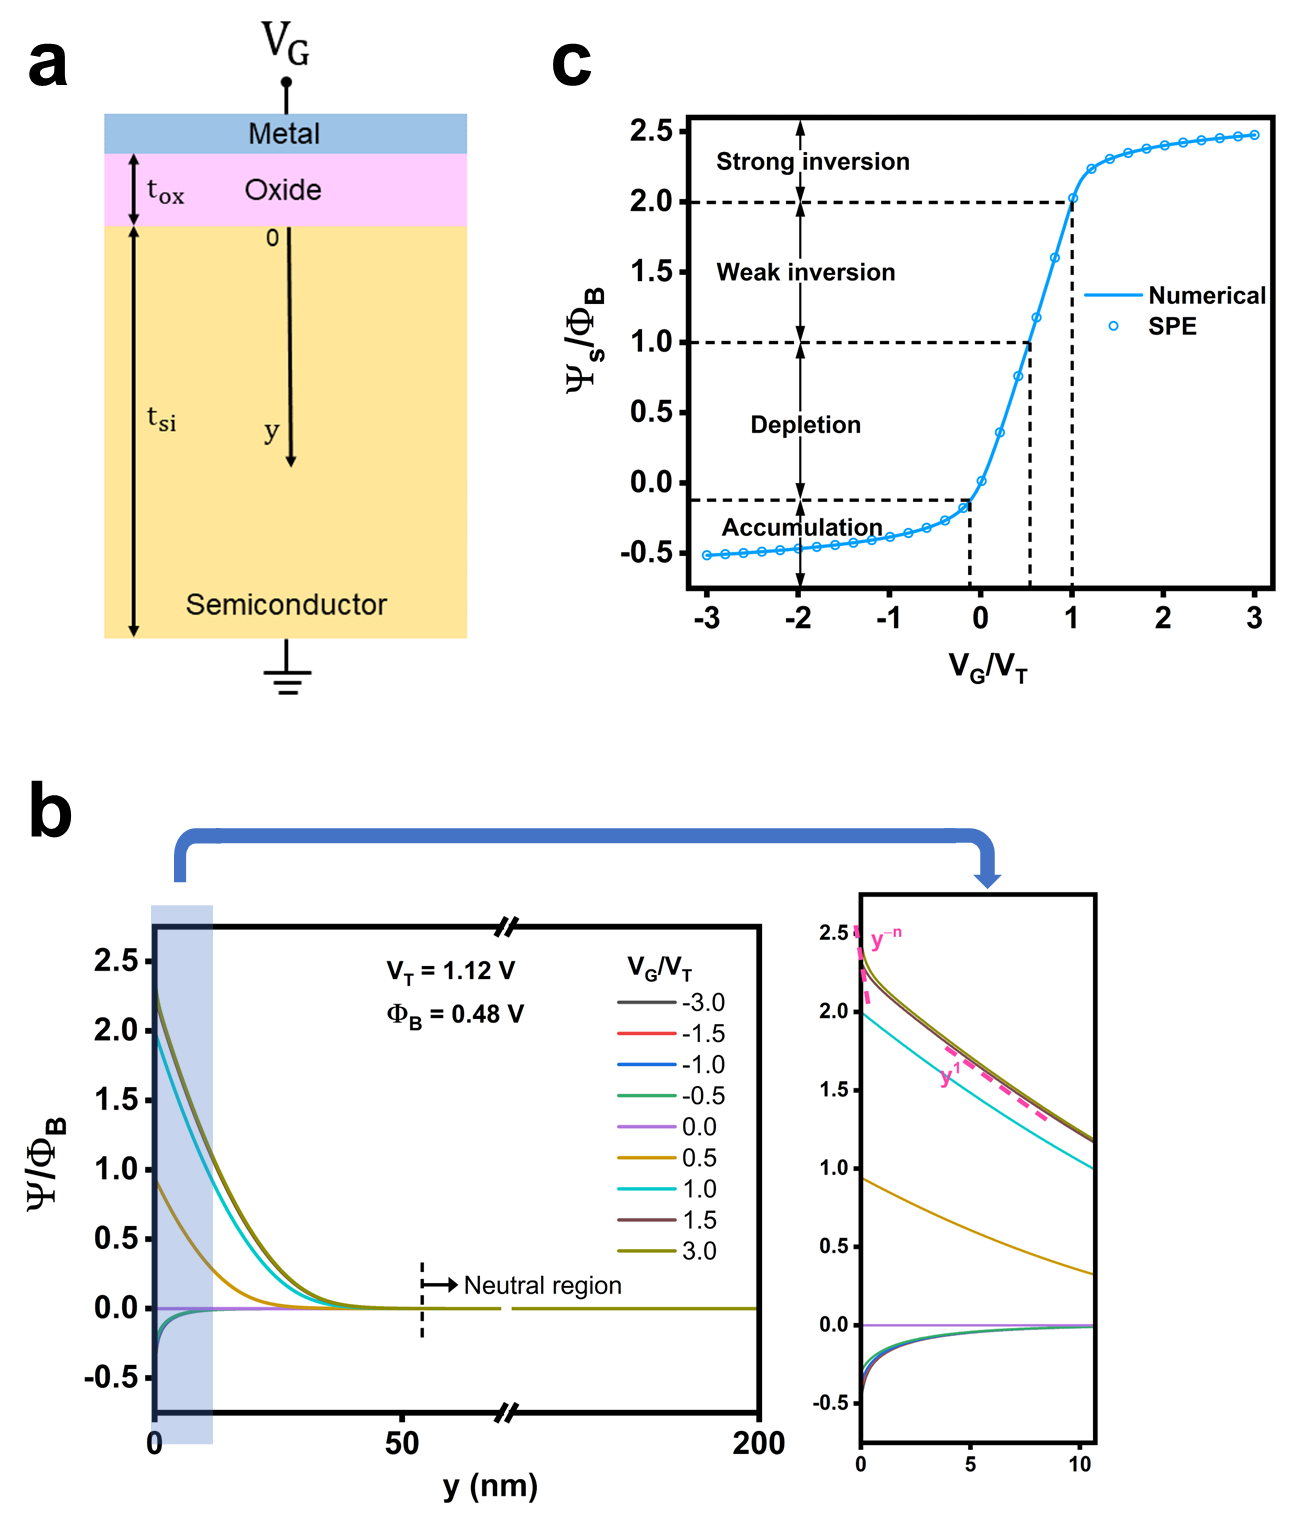 a
V_G
Metal
t_ox
Oxide
0
t_si
y
Semiconductor
c
2.5
2.0
1.5
1.0
0.5
0.0
-0.5
Ψ_s/Φ_B
Strong inversion
Weak inversion
Depletion
Accumulation
Numerical
SPE
-3
-2
-1
0
1
2
3
V_G/V_T
b
2.5
2.0
1.5
1.0
0.5
0.0
-0.5
Ψ/Φ_B
V_T = 1.12 V
Φ_B = 0.48 V
V_G/V_T
-3.0
-1.5
-1.0
-0.5
0.0
0.5
1.0
1.5
3.0
Neutral region
0
50
200
y (nm)
2.5
2.0
1.5
1.0
0.5
0.0
-0.5
y^−n
y^1
0
5
10